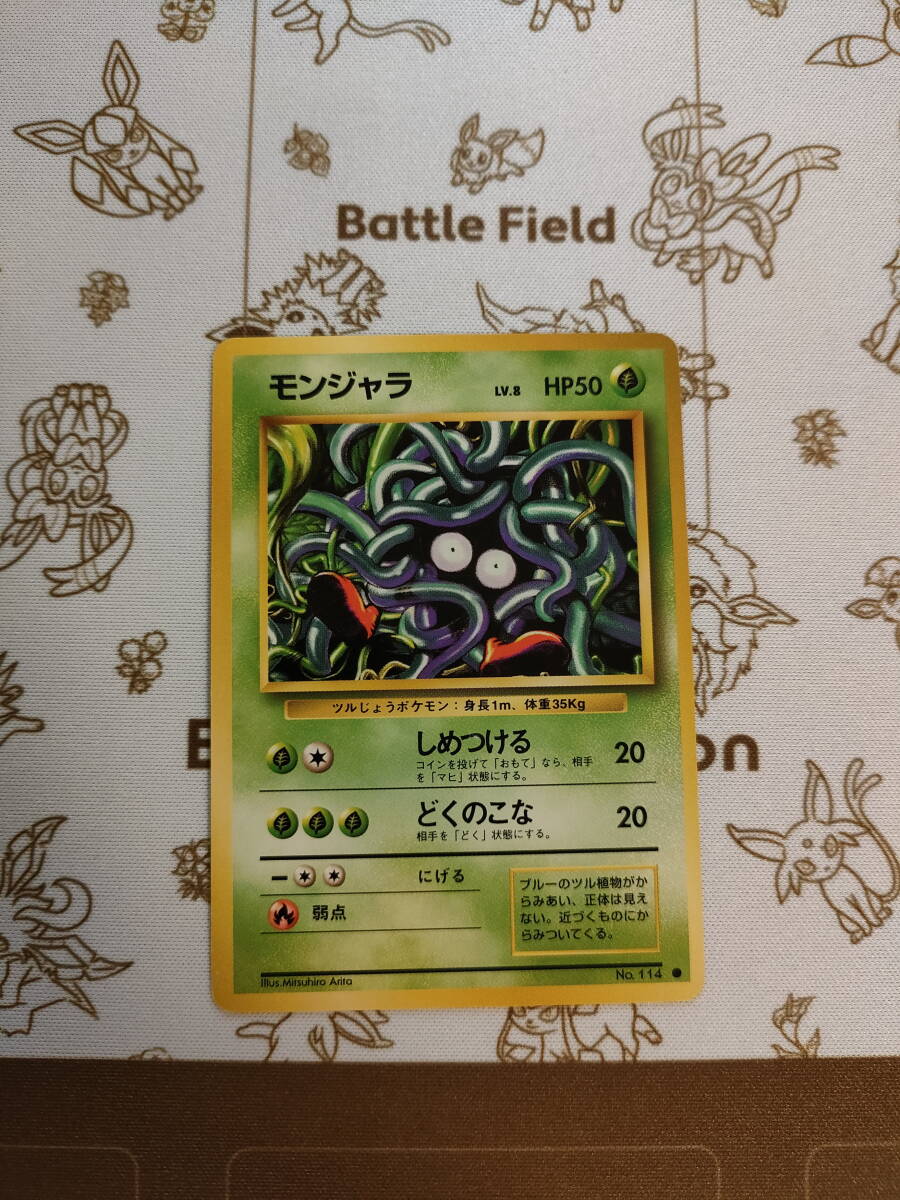 Battle Field
モンジャラ LV.8 HP50
ツルじょうポケモン：身長1m、体重35Kg
しめつける 20
コインを投げて「おもて」なら、相手
を「マヒ」状態にする。
どくのこな 20
相手を「どく」状態にする。
にげる
弱点
ブルーのツル植物がか
らみあい、正体は見え
ない。近づくものにか
らみついてくる。
Illus.Mitsuhiro Arita
No. 114